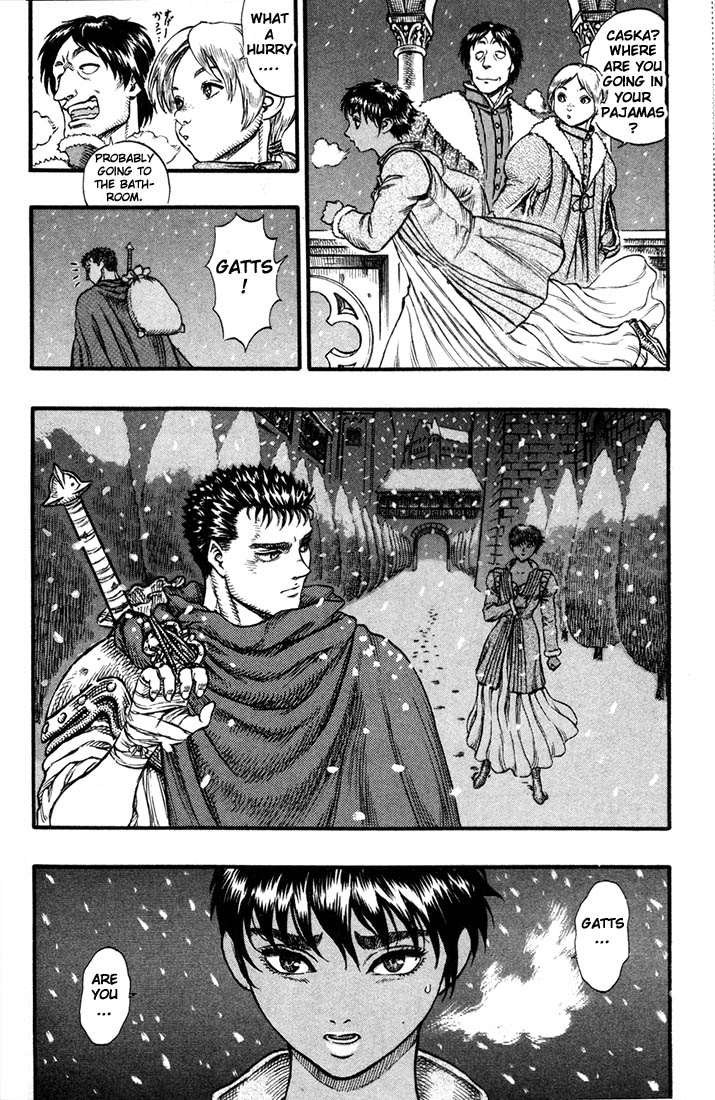 CASKA?
WHERE
ARE YOU
GOING IN
YOUR
PAJAMAS
?
WHAT
A
HURRY
....
PROBABLY
GOING TO
THE BATH-
ROOM.
GATTS
!
GATTS
...
ARE
YOU
...